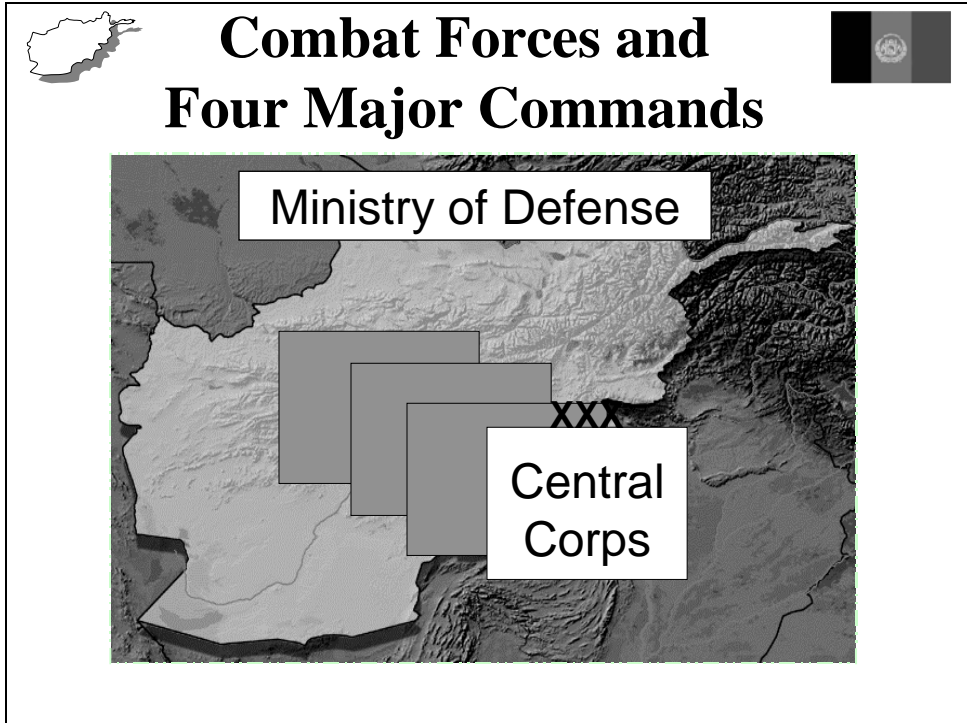 Combat Forces and
Four Major Commands
Ministry of Defense
XXX
Central
Corps